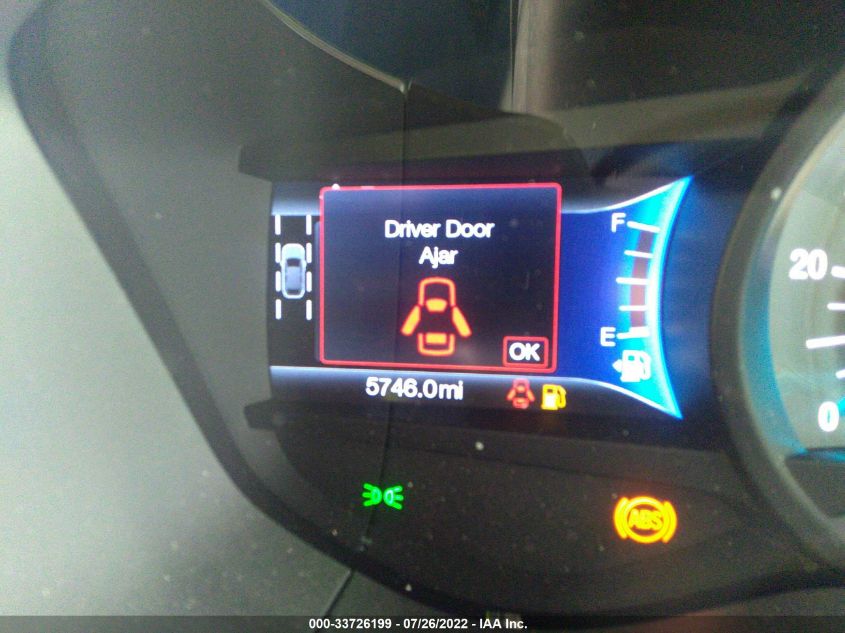 Driver Door
Ajar
OK
F
E
5746.0mi
20
0
ABS
000-33726199 - 07/26/2022 - IAA Inc.